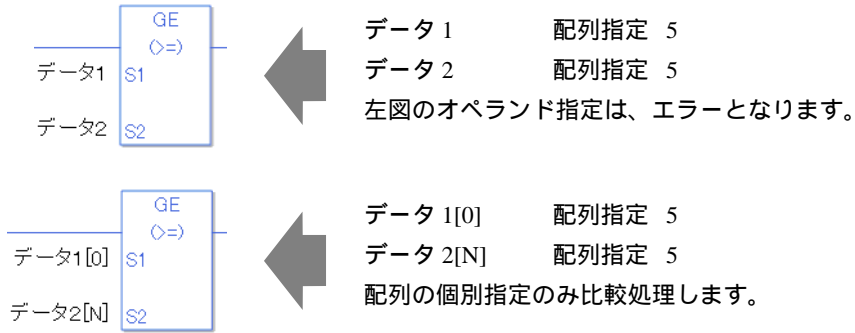 GE
(>=)
データ1 S1
データ2 S2
データ 1 配列指定 5
データ 2 配列指定 5
左図のオペランド指定は、エラーとなります。
GE
(>=)
データ1[0] S1
データ2[N] S2
データ 1[0] 配列指定 5
データ 2[N] 配列指定 5
配列の個別指定のみ比較処理します。